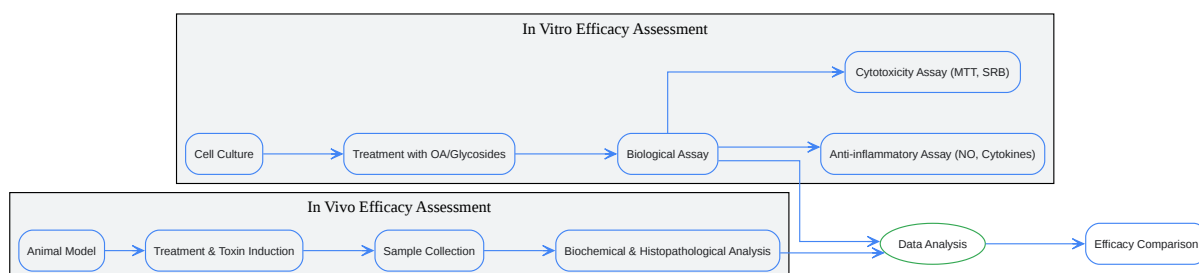 In Vitro Efficacy Assessment
Cytotoxicity Assay (MTT, SRB)
Cell Culture
Treatment with OA/Glycosides
Biological Assay
Anti-inflammatory Assay (NO, Cytokines)
In Vivo Efficacy Assessment
Animal Model
Treatment & Toxin Induction
Sample Collection
Biochemical & Histopathological Analysis
Data Analysis
Efficacy Comparison